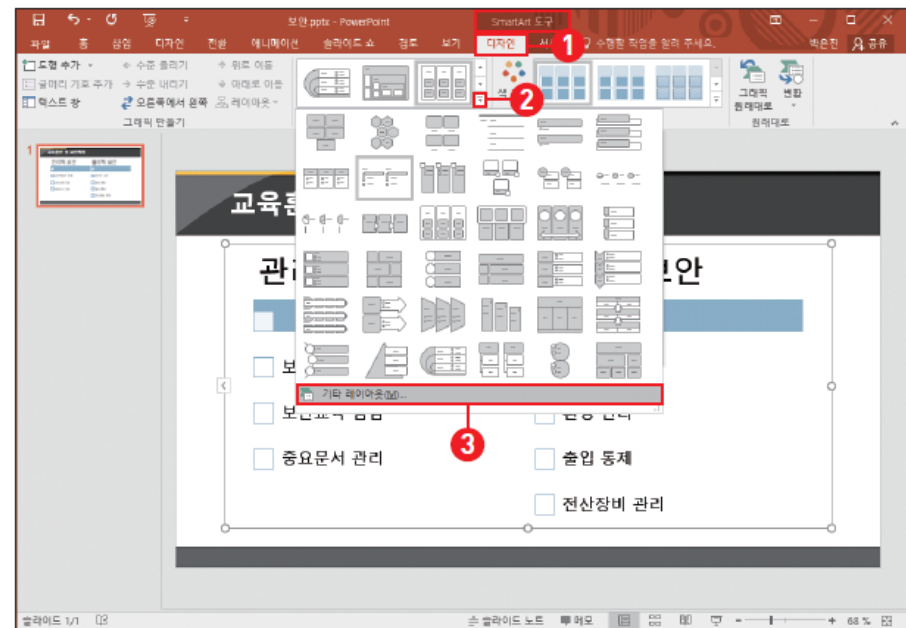 보안.pptx - PowerPoint
SmartArt 도구
파일 홈 삽입 디자인 전환 애니메이션 슬라이드 쇼 검토 보기 디자인 수행할 작업을 알려 주세요. 백은진 공유
1
도형 추가 수준 올리기 위로 이동
글머리 기호 추가 수준 내리기 아래로 이동
텍스트 창 오른쪽에서 왼쪽 레이아웃
2
그래픽 변환
원래대로
그래픽 만들기
원래대로
1
교육훈
관
안
기타 레이아웃(M)...
3
보
보안교육 점검
환경 관리
중요문서 관리
출입 통제
전산장비 관리
슬라이드 1/1
슬라이드 노트 메모 68 %